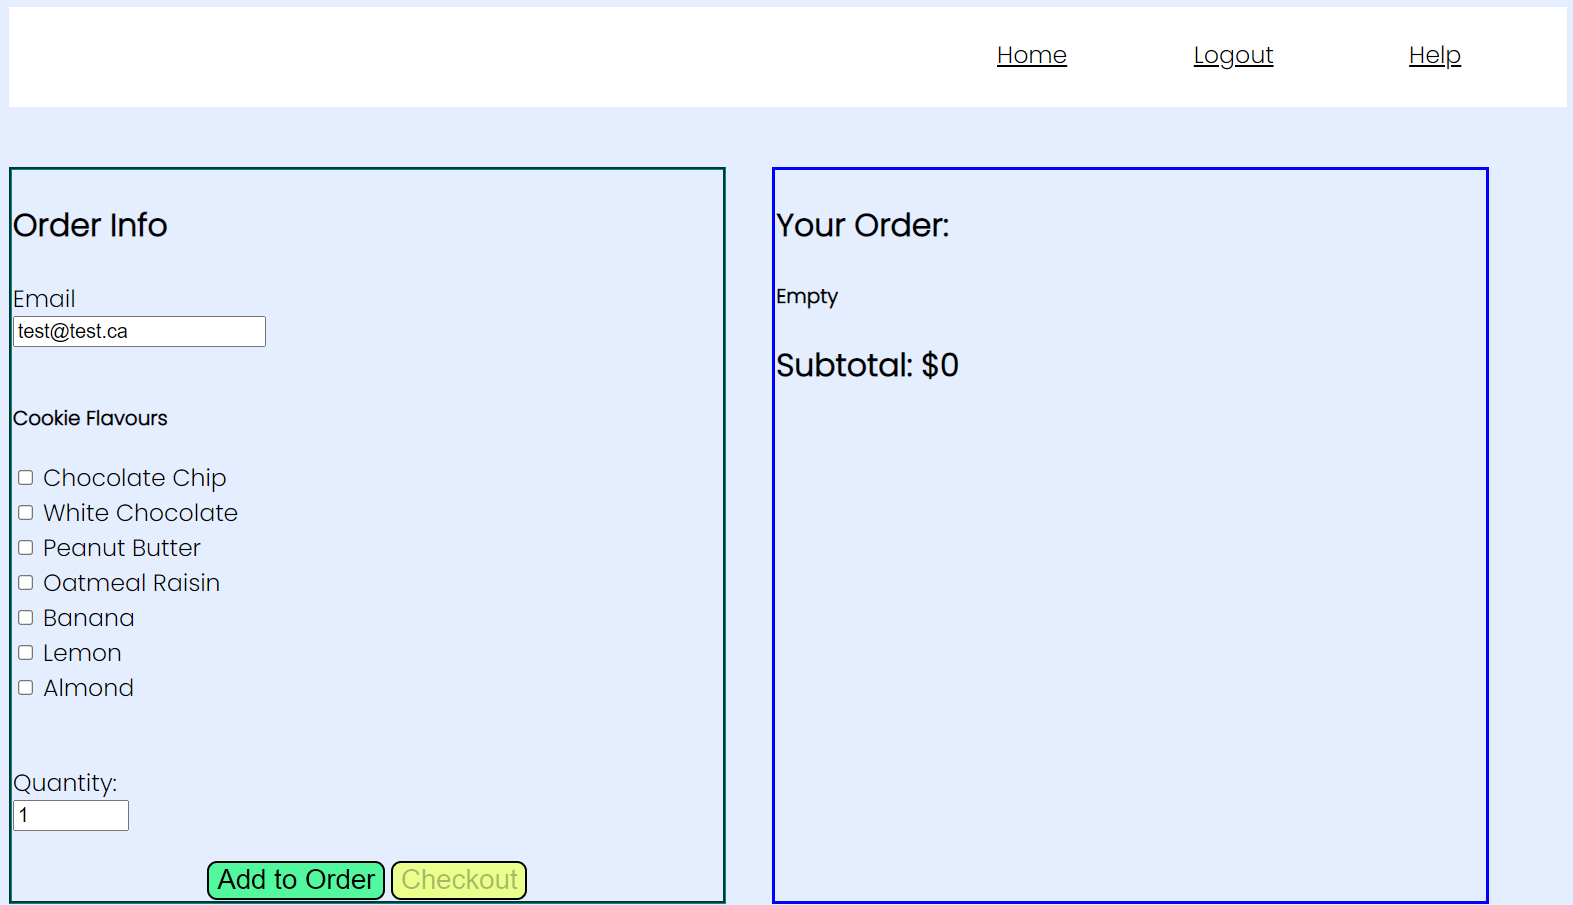 Home Logout Help
Order Info
Email
test@test.ca
Cookie Flavours
Chocolate Chip
White Chocolate
Peanut Butter
Oatmeal Raisin
Banana
Lemon
Almond
Quantity:
1
Add to Order Checkout
Your Order:
Empty
Subtotal: $0